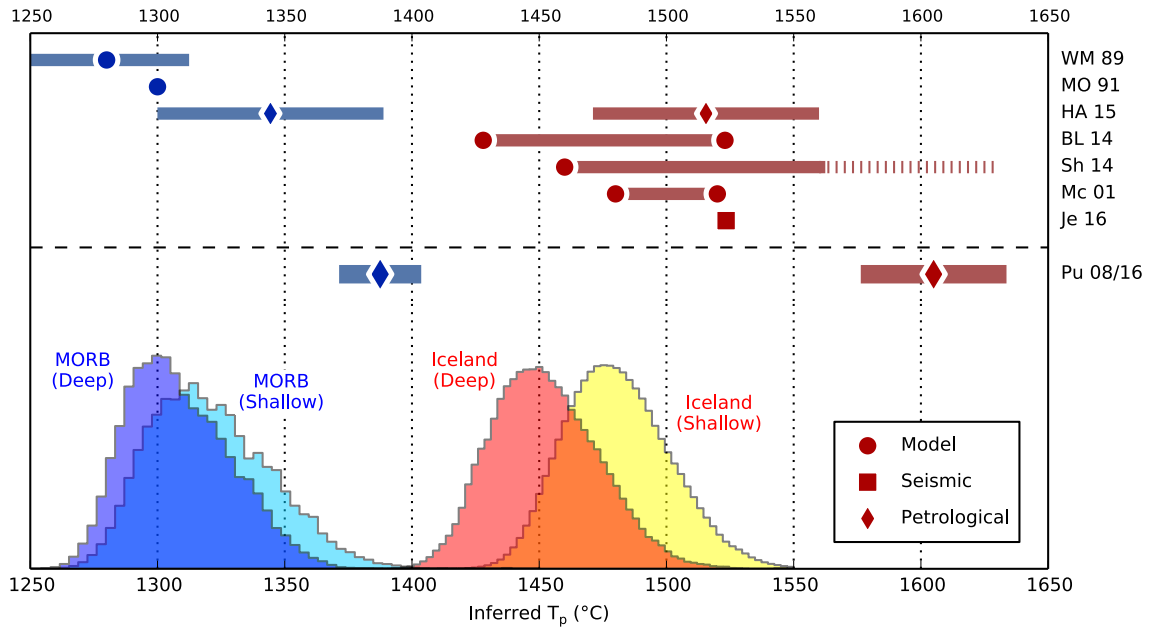 1250 1300 1350 1400 1450 1500 1550 1600 1650
WM 89
MO 91
HA 15
BL 14
Sh 14
Mc 01
Je 16
Pu 08/16
MORB
(Deep)
MORB
(Shallow)
Iceland
(Deep)
Iceland
(Shallow)
Model
Seismic
Petrological
1250 1300 1350 1400 1450 1500 1550 1600 1650
Inferred Tp (°C)